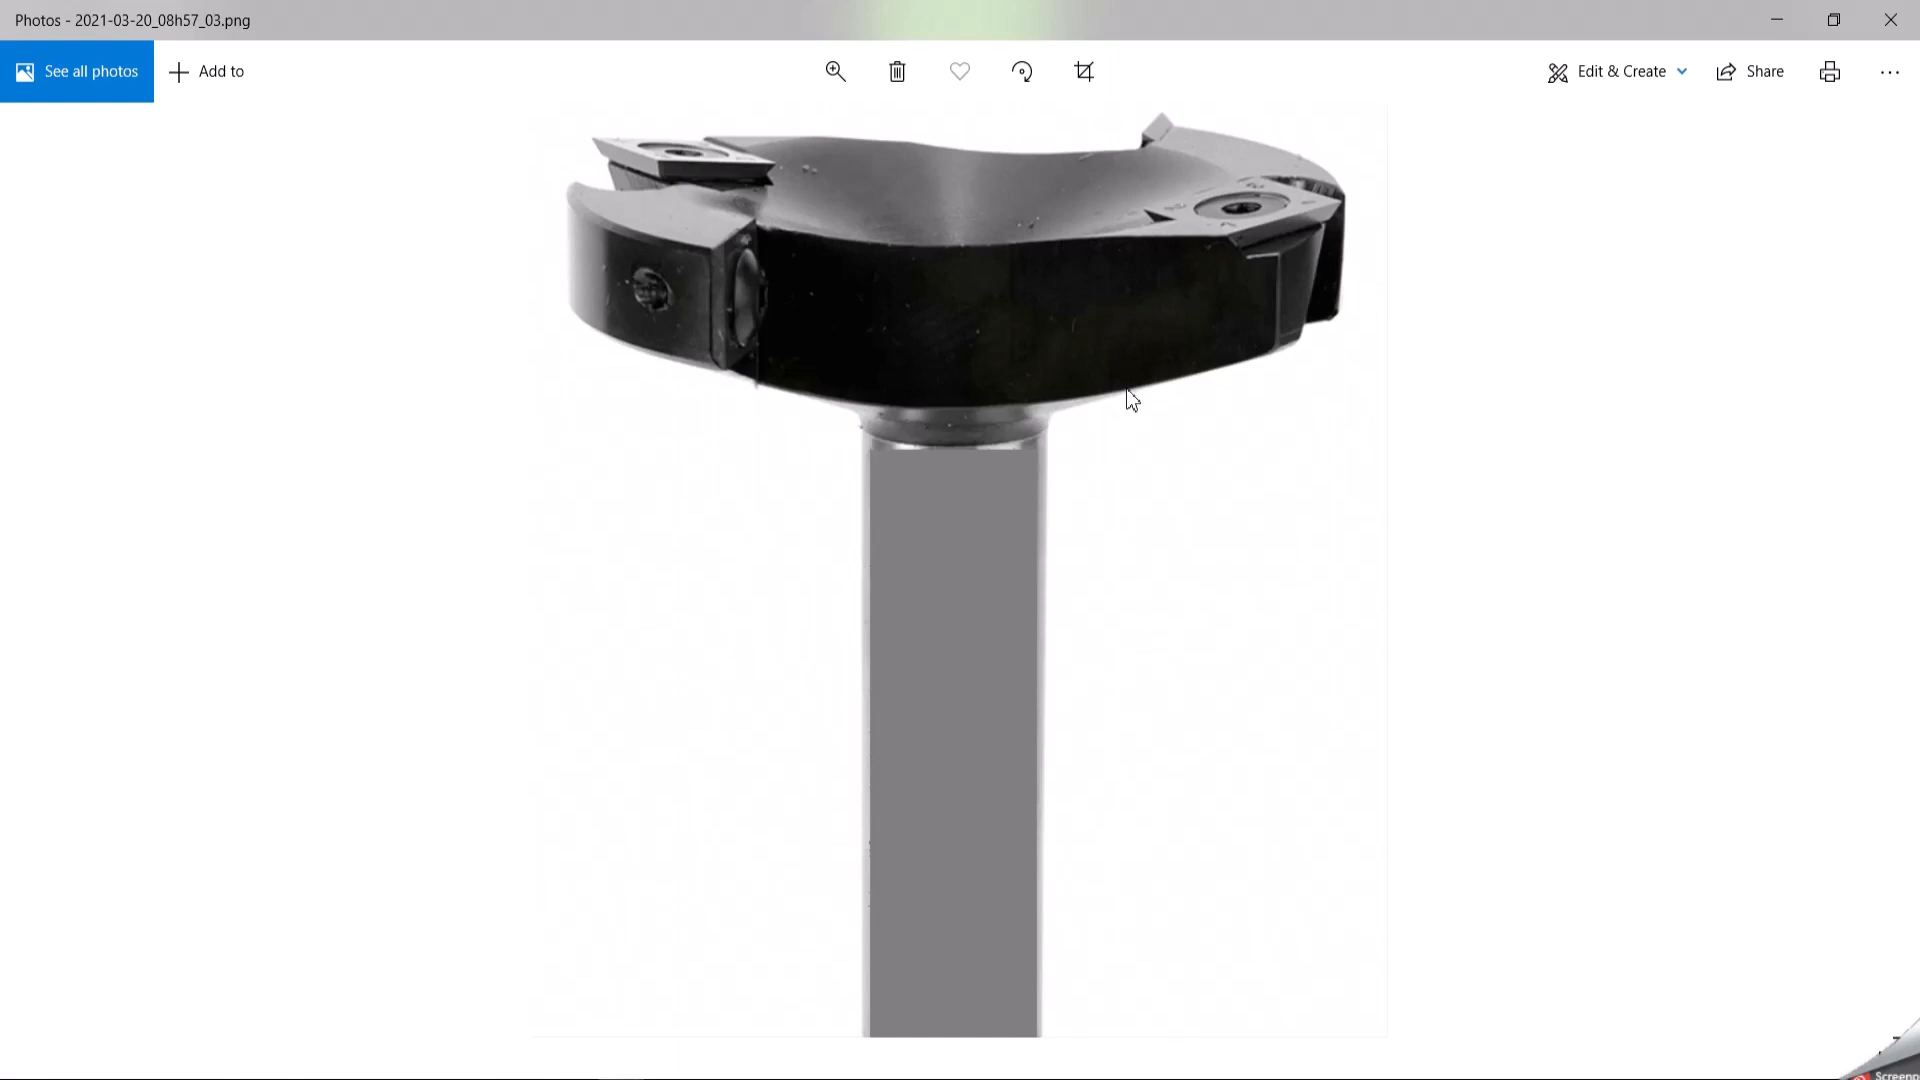 Photos - 2021-03-20_08h57_03.png
See all photos
Add to
Edit & Create
Share